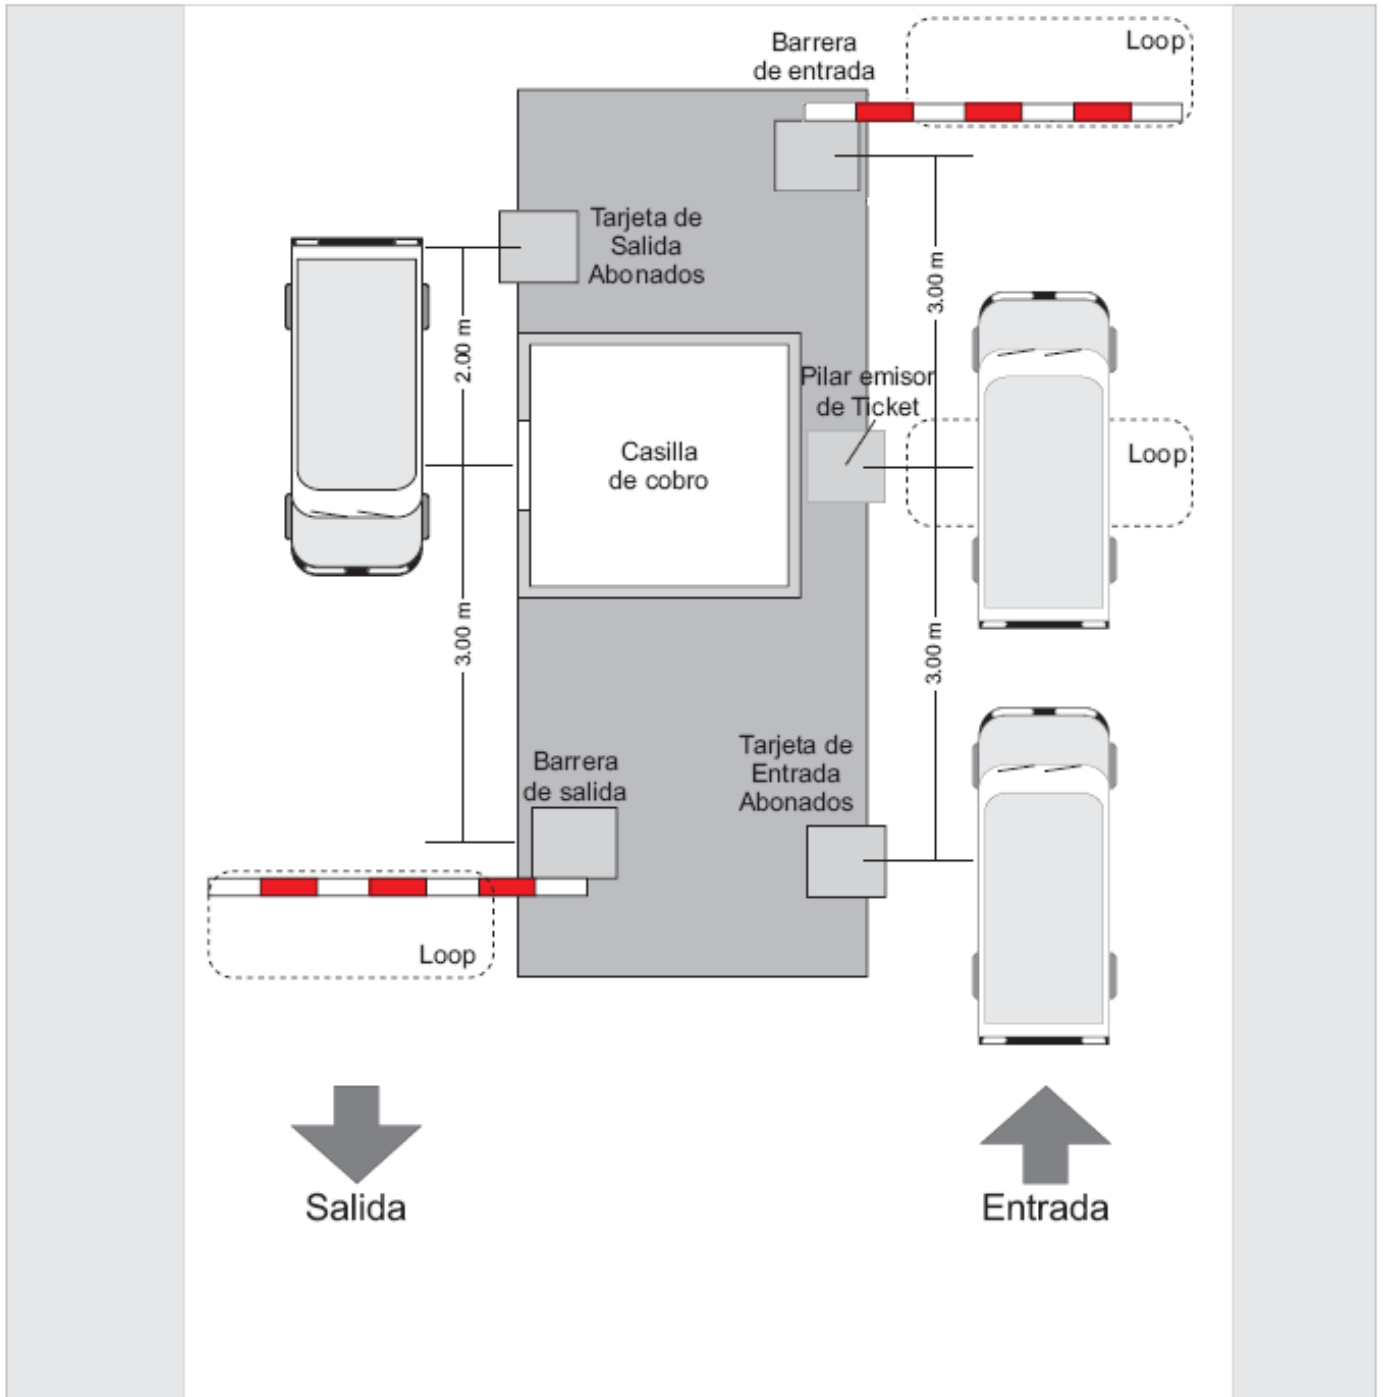 Barrera
de entrada
Loop
Tarjeta de
Salida
Abonados
3.00 m
2.00 m
Pilar emisor
de Ticket
Casilla
de cobro
Loop
3.00 m
3.00 m
Barrera
de salida
Tarjeta de
Entrada
Abonados
Loop
Salida
Entrada